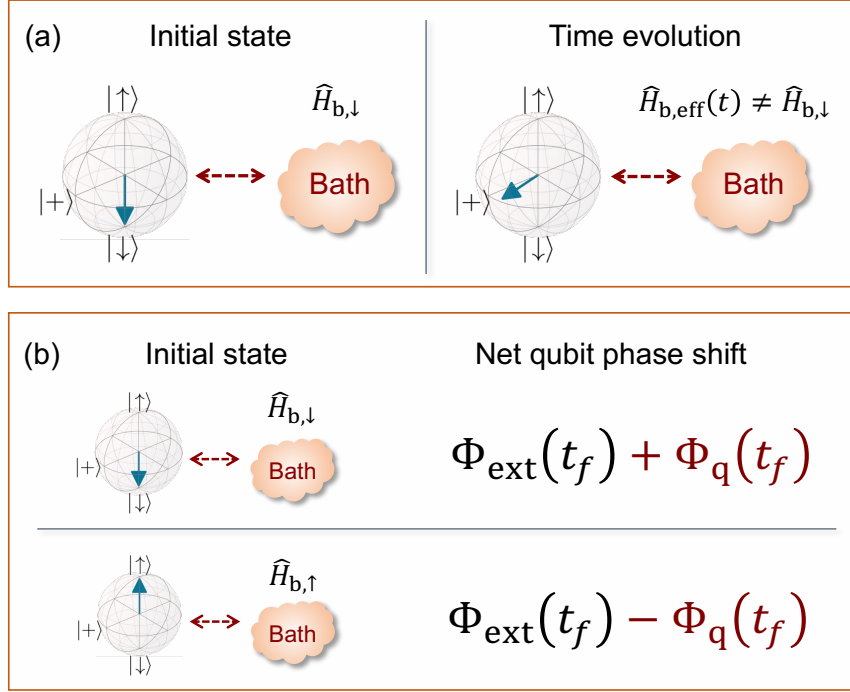 (a) Initial state Time evolution
|↑⟩ Ĥb,↓ |↑⟩ Ĥb,eff(t) ≠ Ĥb,↓
Bath Bath
|+⟩ |+⟩
|↓⟩ |↓⟩
(b) Initial state Net qubit phase shift
|↑⟩ Ĥb,↓
Φext(tf) + Φq(tf)
|+⟩ Bath
|↓⟩
|↑⟩ Ĥb,↑
Φext(tf) − Φq(tf)
|+⟩ Bath
|↓⟩